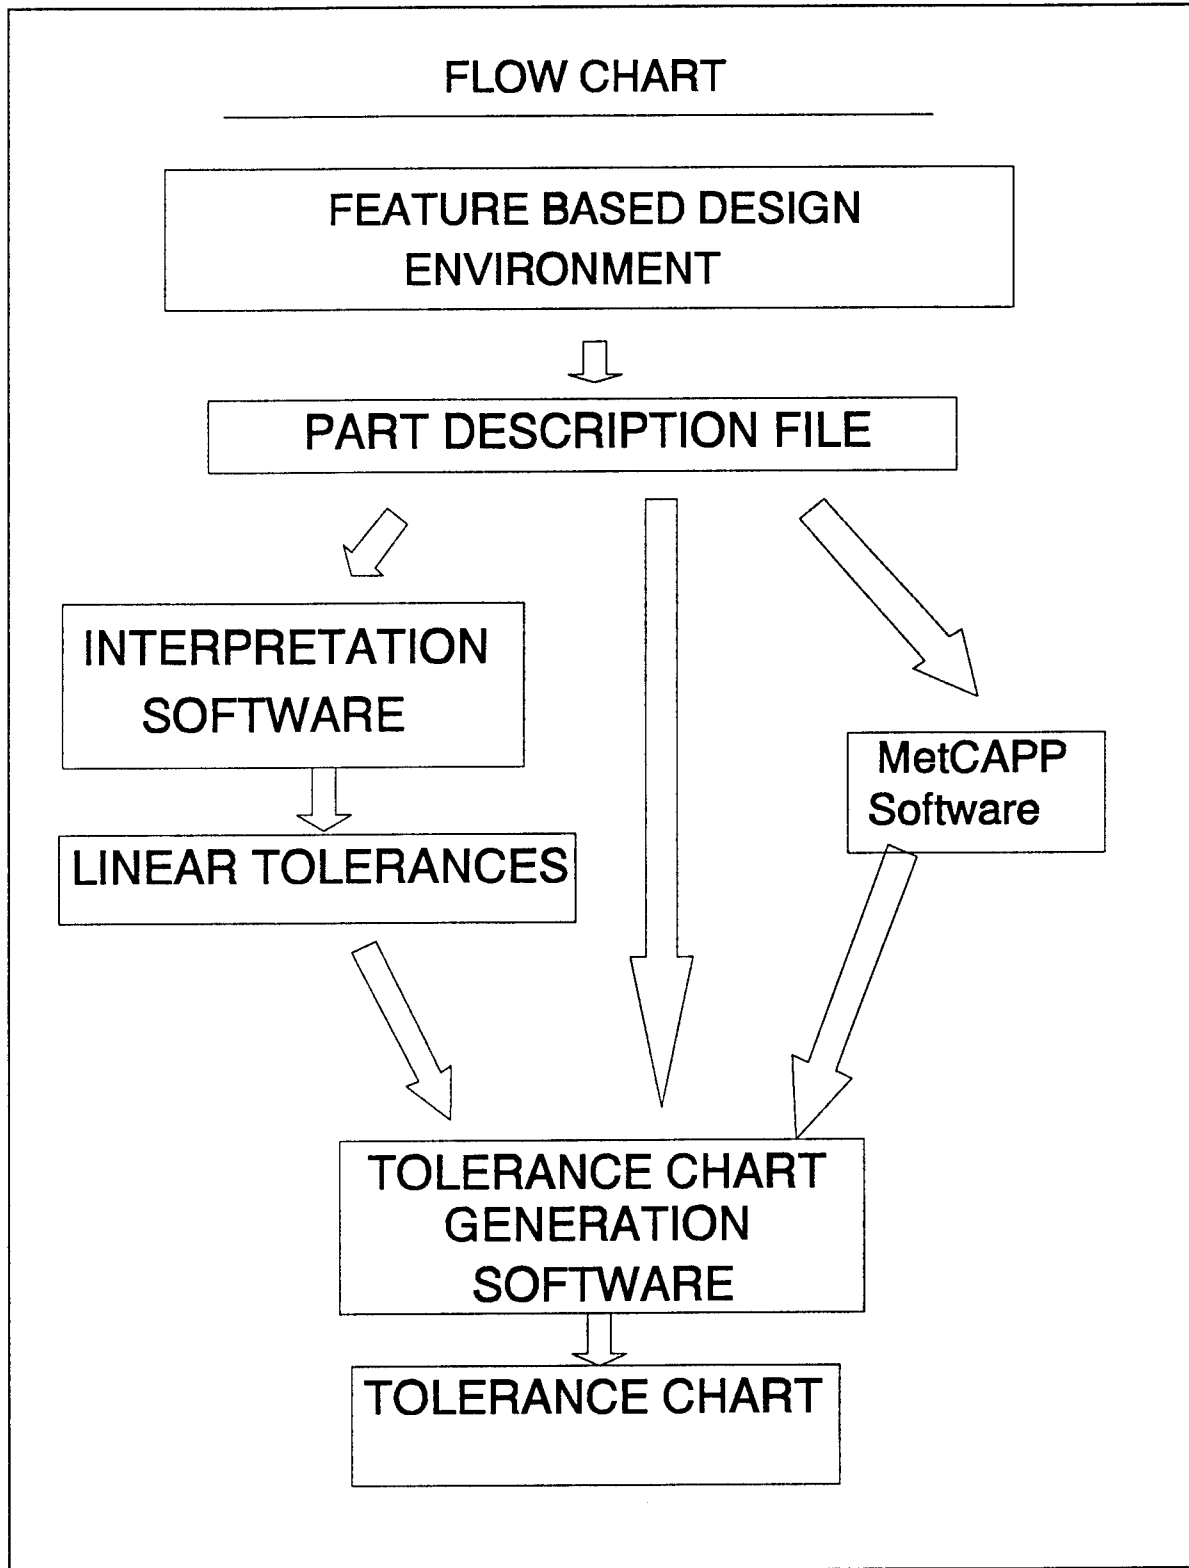 FLOW CHART
FEATURE BASED DESIGN
ENVIRONMENT
PART DESCRIPTION FILE
INTERPRETATION
SOFTWARE
MetCAPP
Software
LINEAR TOLERANCES
TOLERANCE CHART
GENERATION
SOFTWARE
TOLERANCE CHART